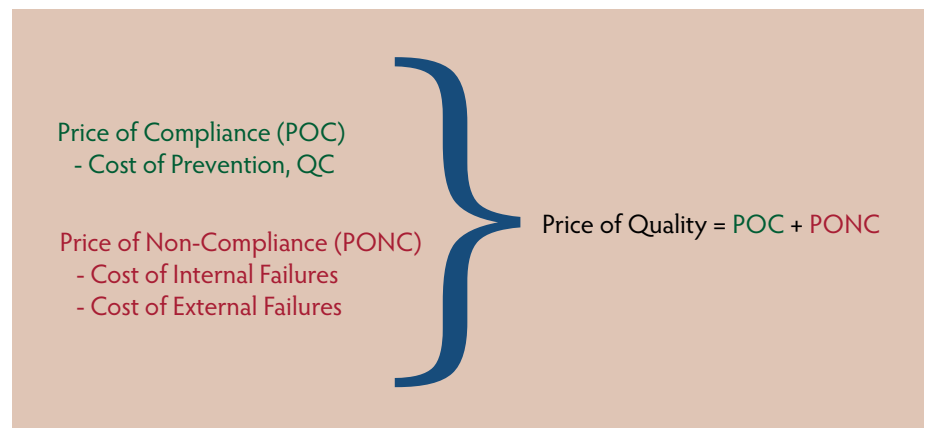 Price of Compliance (POC)
- Cost of Prevention, QC
Price of Non-Compliance (PONC)
- Cost of Internal Failures
- Cost of External Failures
Price of Quality = POC + PONC